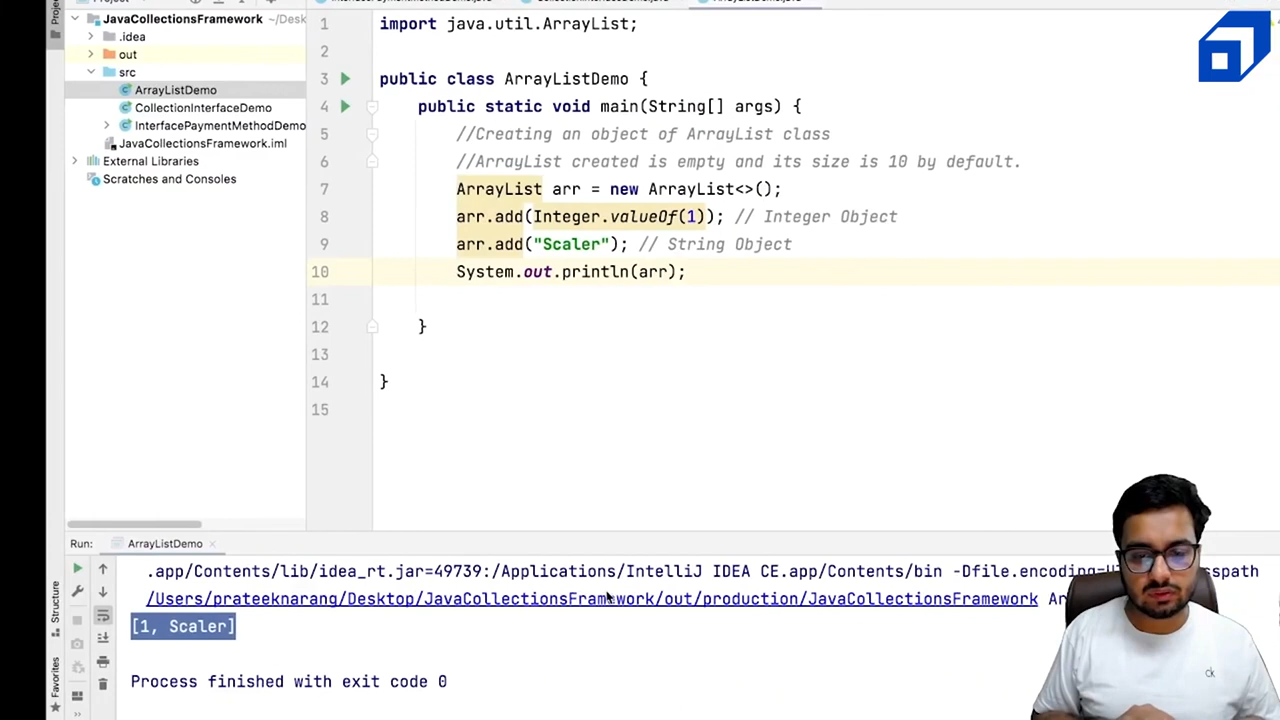 JavaCollectionsFramework ~/Desk
.idea
out
src
ArrayListDemo
CollectionInterfaceDemo
InterfacePaymentMethodDemo
JavaCollectionsFramework.iml
External Libraries
Scratches and Consoles
1 import java.util.ArrayList;
2
3 public class ArrayListDemo {
4 public static void main(String[] args) {
5 //Creating an object of ArrayList class
6 //ArrayList created is empty and its size is 10 by default.
7 ArrayList arr = new ArrayList<>();
8 arr.add(Integer.valueOf(1)); // Integer Object
9 arr.add("Scaler"); // String Object
10 System.out.println(arr);
11
12 }
13
14 }
15
Run: ArrayListDemo
.app/Contents/lib/idea_rt.jar=49739:/Applications/IntelliJ IDEA CE.app/Contents/bin -Dfile.encoding=U
/Users/prateeknarang/Desktop/JavaCollectionsFramework/out/production/JavaCollectionsFramework
[1, Scaler]
Process finished with exit code 0
Structure
Favorites
ck